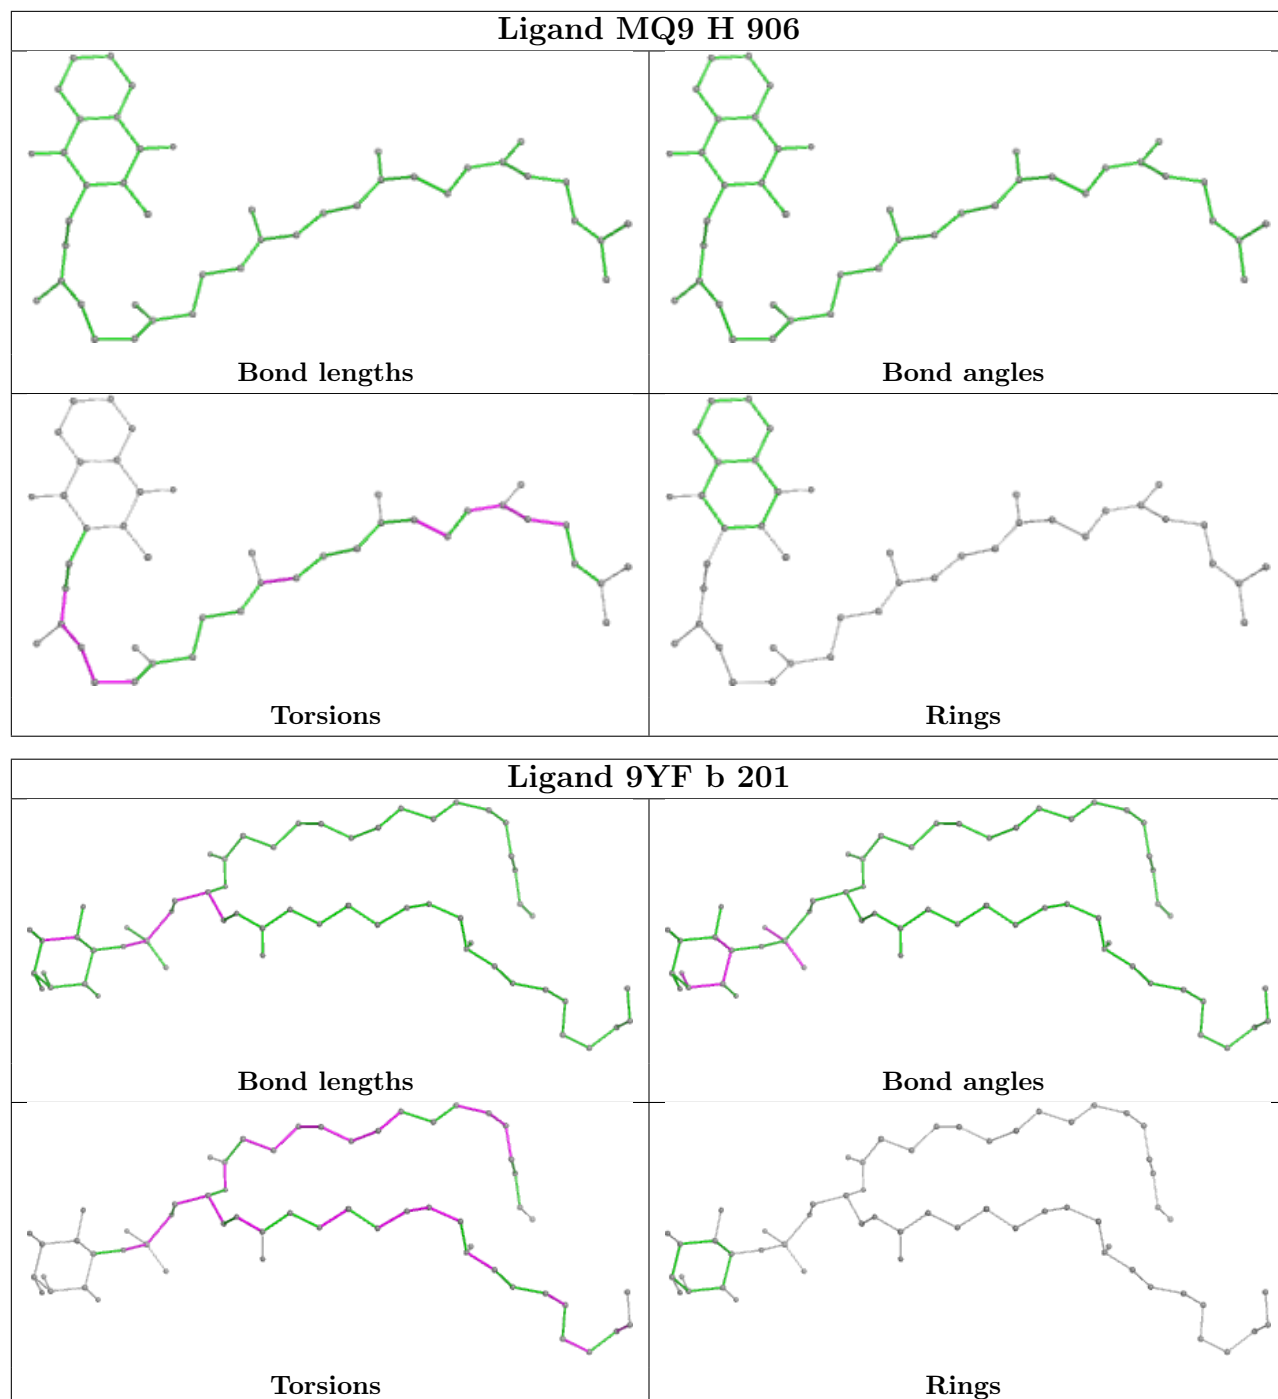 Ligand MQ9 H 906
Bond lengths
Bond angles
Torsions
Rings
Ligand 9YF b 201
Bond lengths
Bond angles
Torsions
Rings